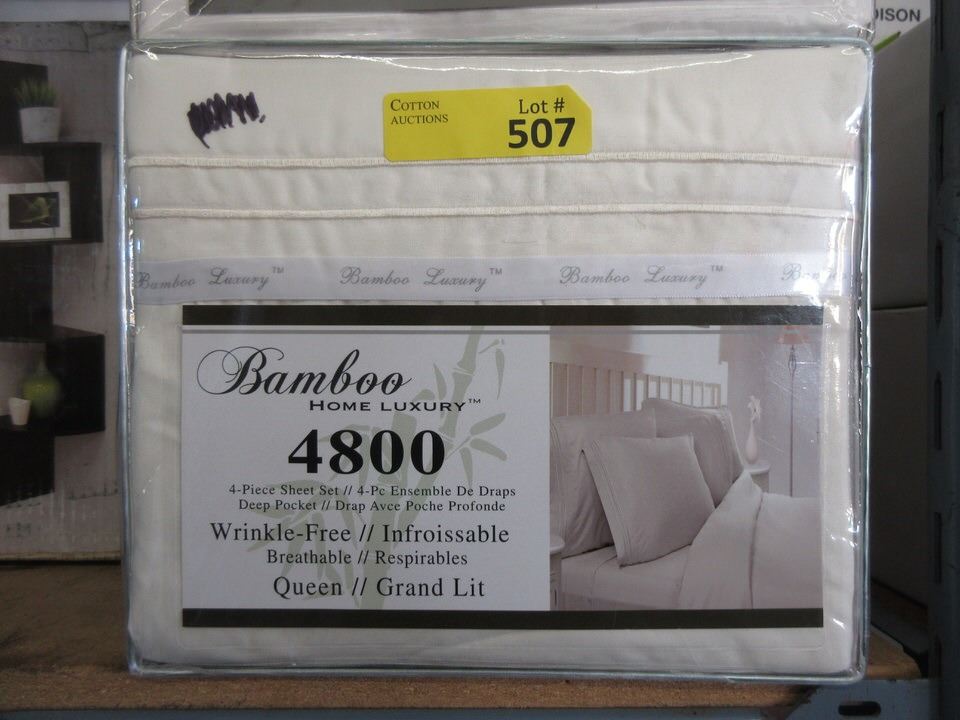 DISON
COTTON
AUCTIONS
Lot #
507
Bamboo Luxury™ Bamboo Luxury™ Bamboo Luxury™
Bamboo
HOME LUXURY™
4800
4-Piece Sheet Set // 4-Pc Ensemble De Draps
Deep Pocket // Drap Avce Poche Profonde
Wrinkle-Free // Infroissable
Breathable // Respirables
Queen // Grand Lit